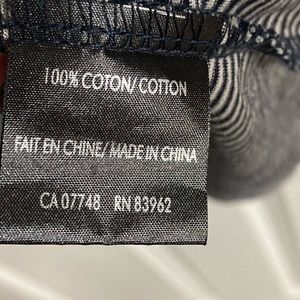 100% COTON/ COTTON
FAIT EN CHINE/ MADE IN CHINA
CA 07748 RN 83962